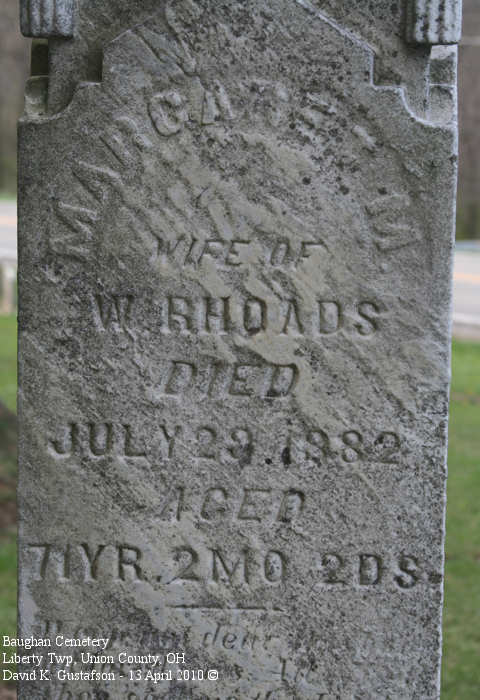 MARGARET M.
WIFE OF
W. RHOADS
DIED
JULY 29, 1882
AGED
71YR. 2MO 2DS.
Baughan Cemetery
Liberty Twp, Union County, OH
David K. Gustafson - 13 April 2010 ©